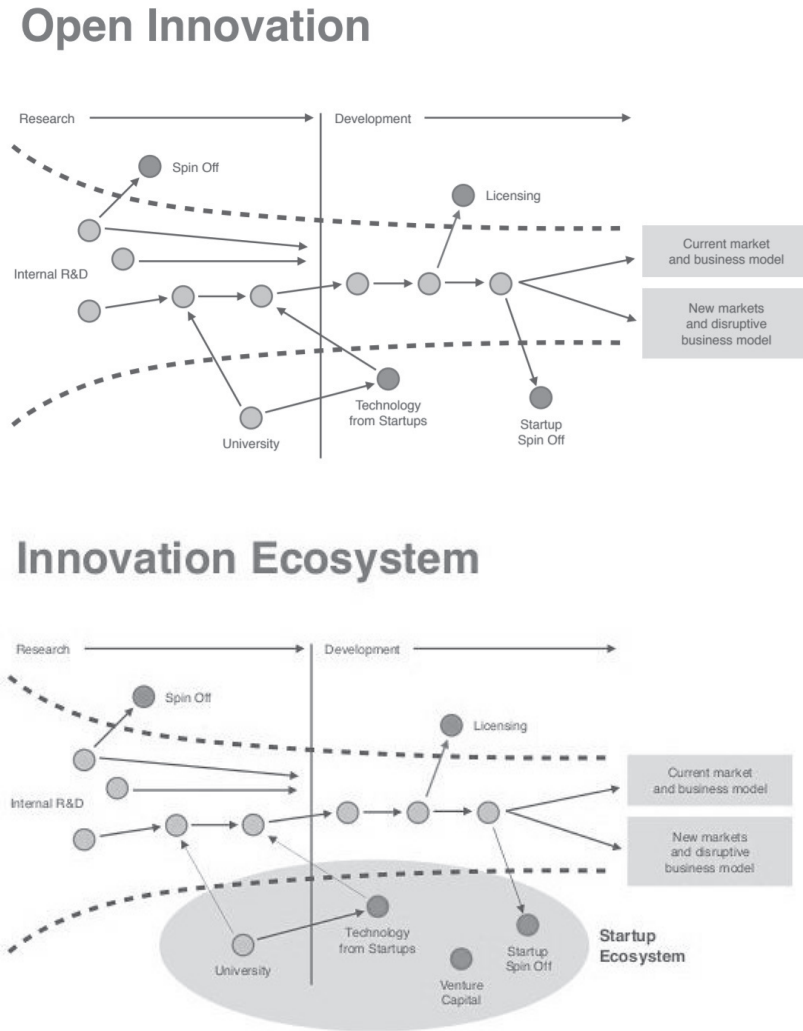 Open Innovation
Research
Development
Spin Off
Licensing
Internal R&D
Current market
and business model
New markets
and disruptive
business model
Technology
from Startups
University
Startup
Spin Off
Innovation Ecosystem
Research
Development
Spin Off
Licensing
Internal R&D
Current market
and business model
New markets
and disruptive
business model
Technology
from Startups
University
Startup
Spin Off
Venture
Capital
Startup
Ecosystem